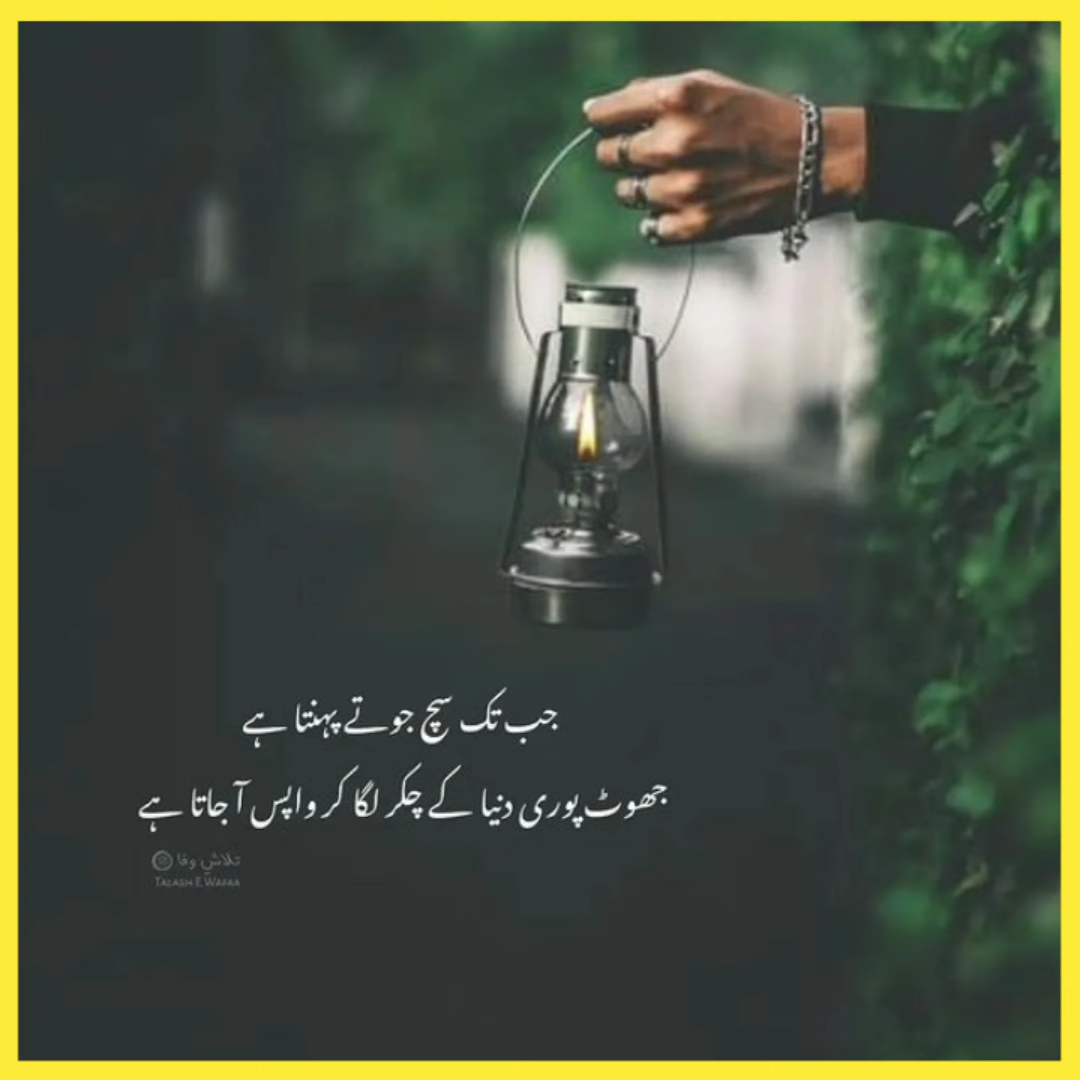 جب تک سچ جوتے پہنتا ہے
جھوٹ پوری دنیا کے چکر لگا کر واپس آ جاتا ہے
تلاشِ وفا
TALASH E WAFAA